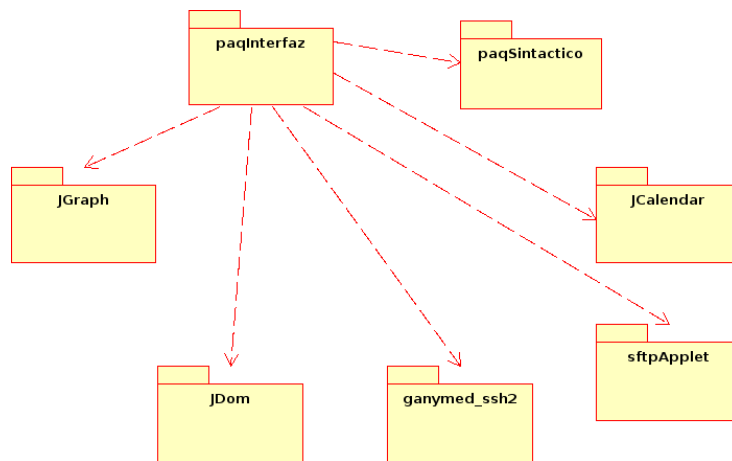 paqInterfaz
paqSintactico
JGraph
JCalendar
sftpApplet
JDom
ganymed_ssh2